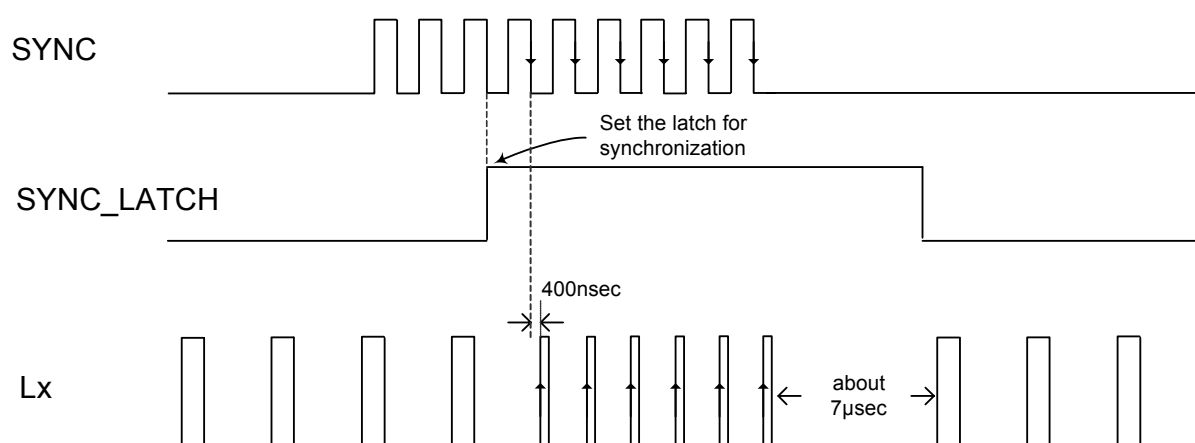 SYNC
Set the latch for
synchronization
SYNC_LATCH
400nsec
Lx
about
7µsec